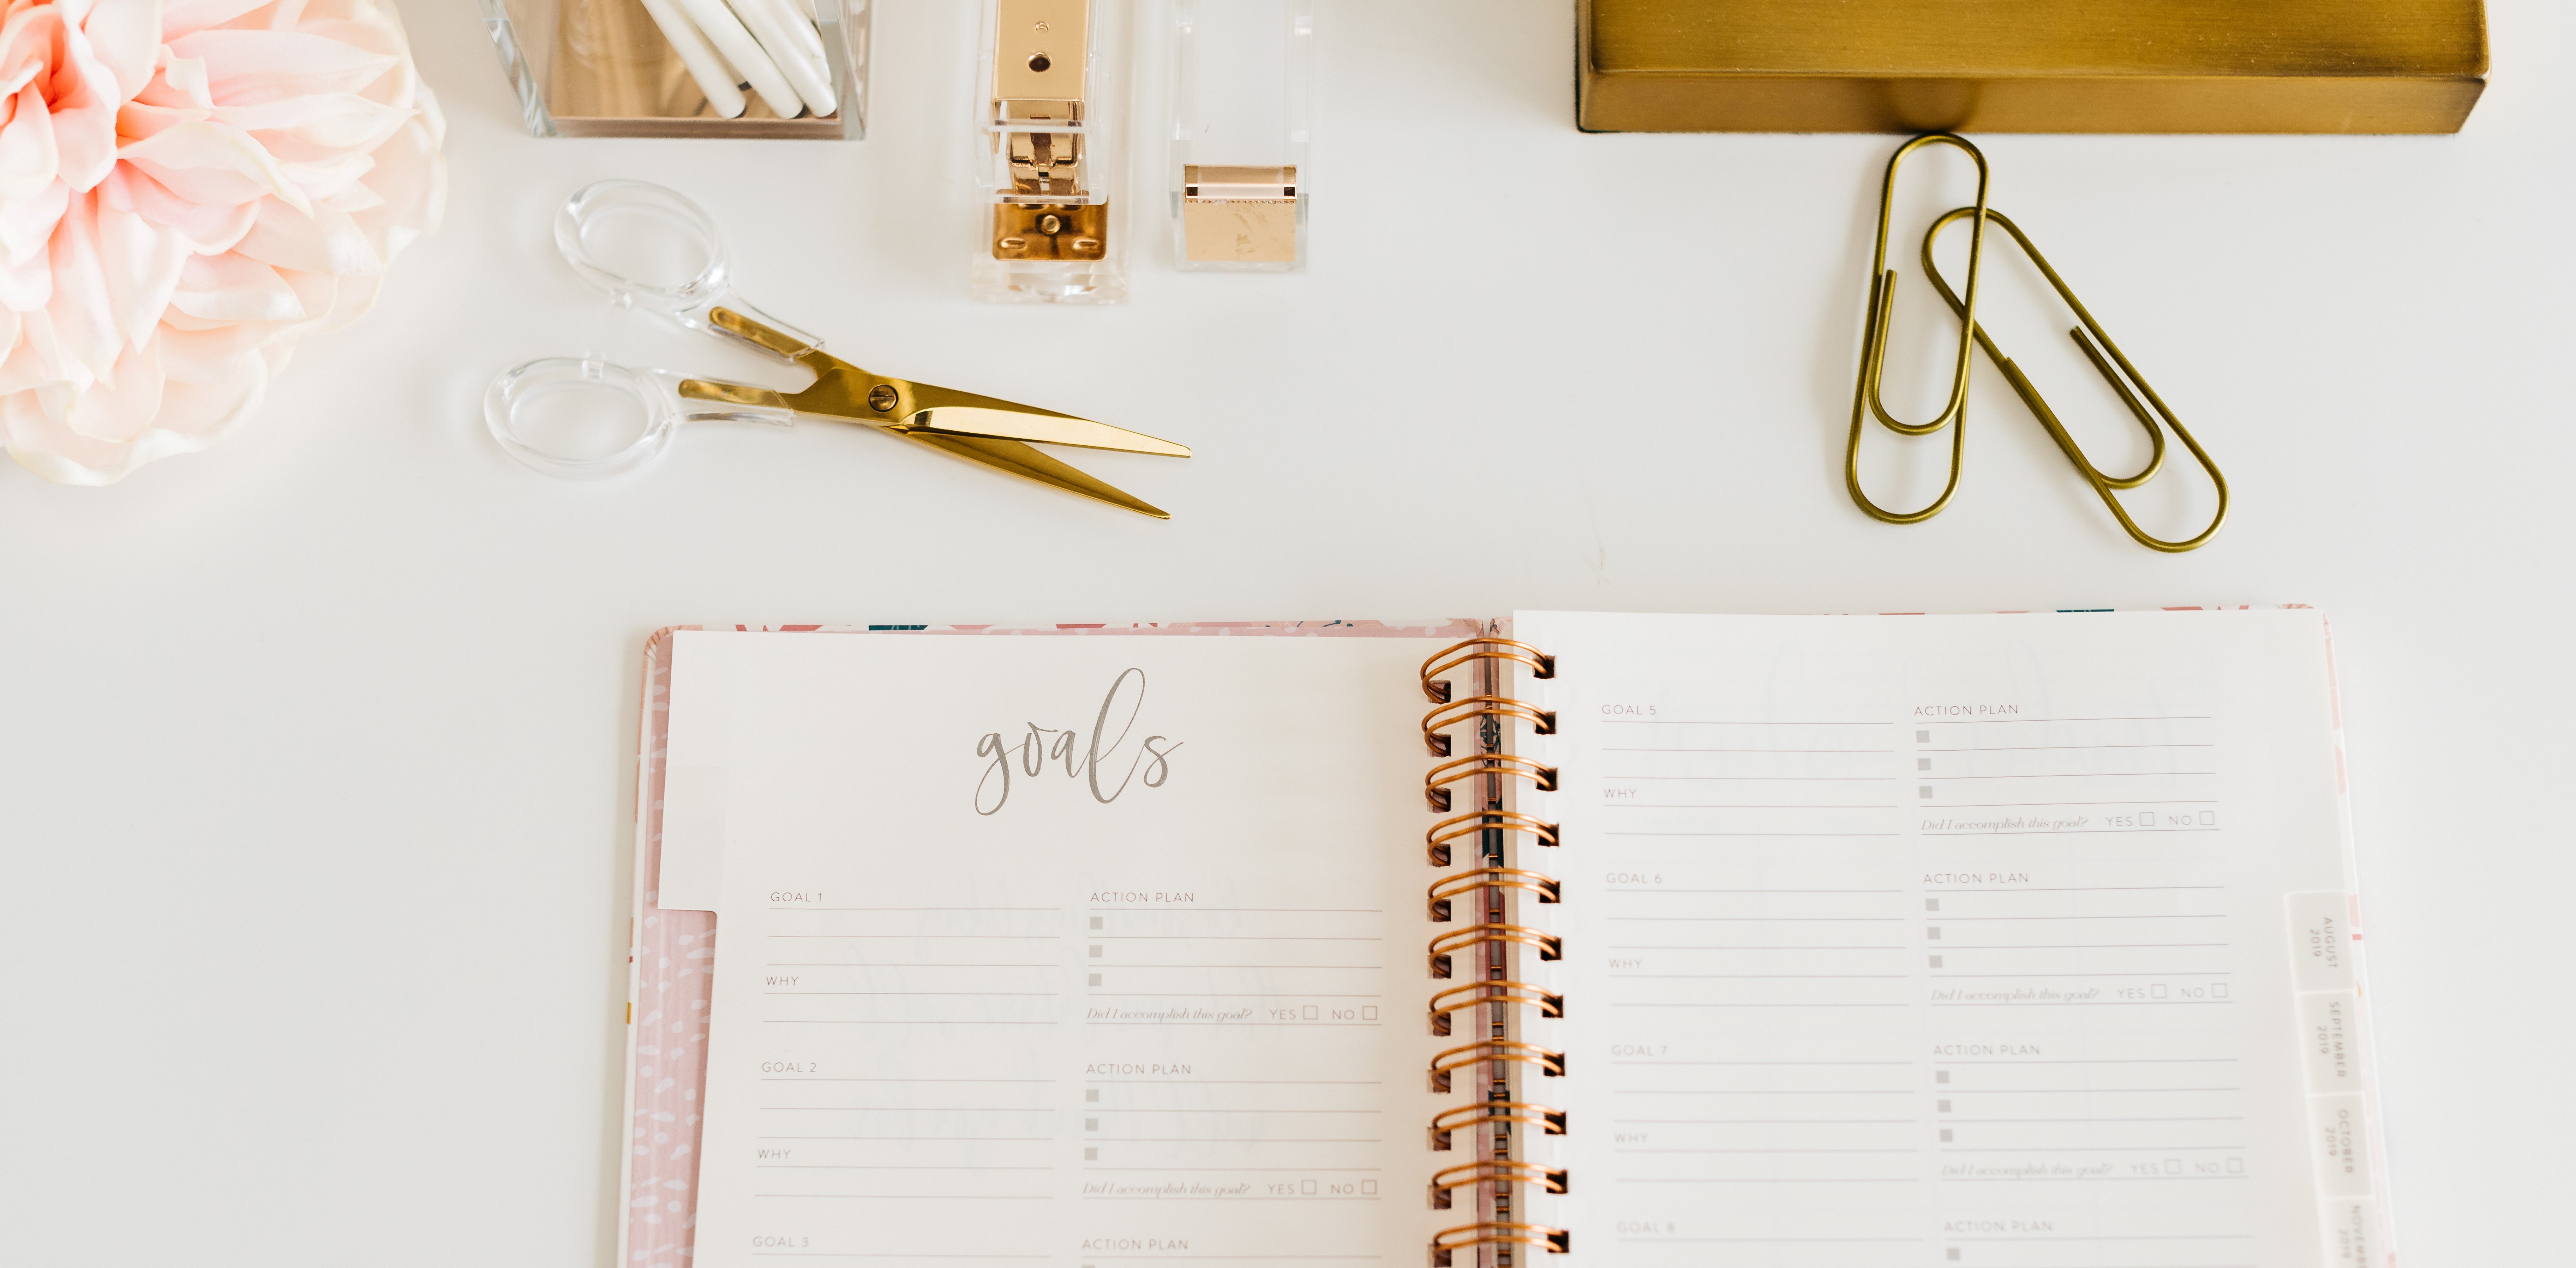 goals
GOAL 1
ACTION PLAN
WHY
Did I accomplish this goal? YES NO
GOAL 2
ACTION PLAN
WHY
Did I accomplish this goal? YES NO
GOAL 3
ACTION PLAN
GOAL 5
ACTION PLAN
WHY
Did I accomplish this goal? YES NO
GOAL 6
ACTION PLAN
WHY
Did I accomplish this goal? YES NO
GOAL 7
ACTION PLAN
WHY
Did I accomplish this goal? YES NO
GOAL 8
ACTION PLAN
AUGUST
2019
SEPTEMBER
2019
OCTOBER
2019
2019